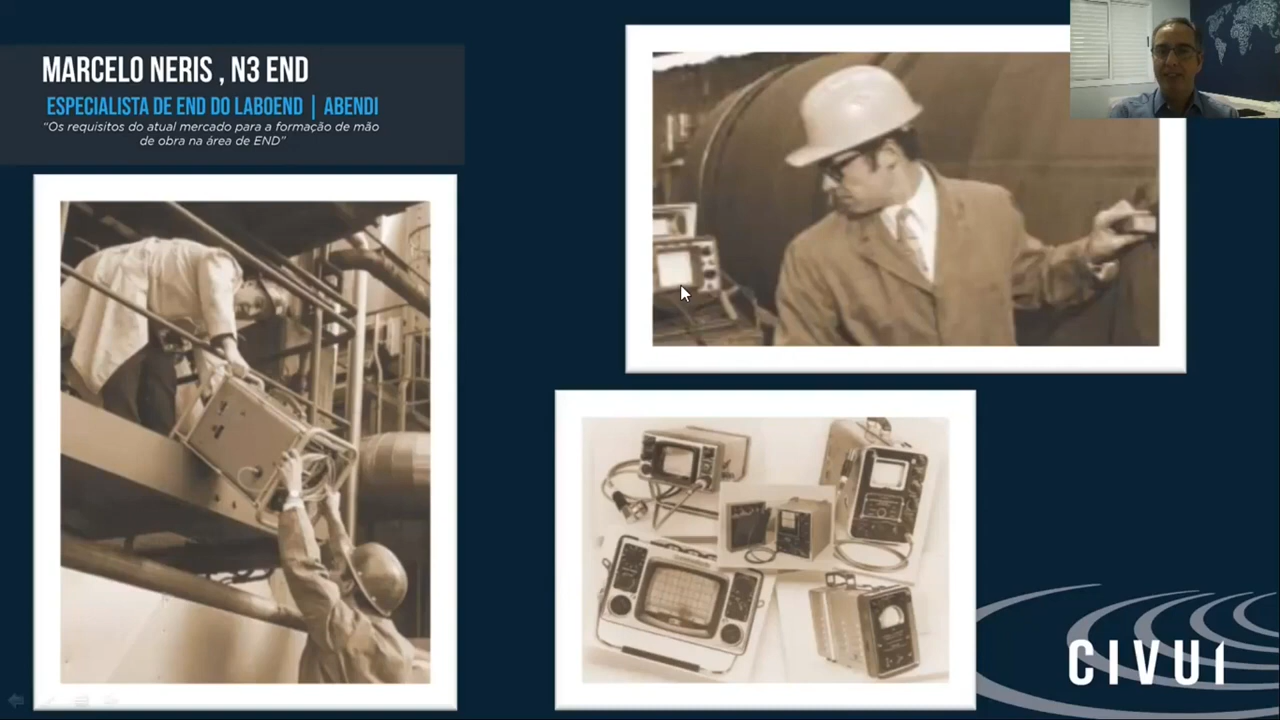 MARCELO NERIS , N3 END
ESPECIALISTA DE END DO LABOEND | ABENDI
“Os requisitos do atual mercado para a formação de mão
de obra na área de END”
CIVUI